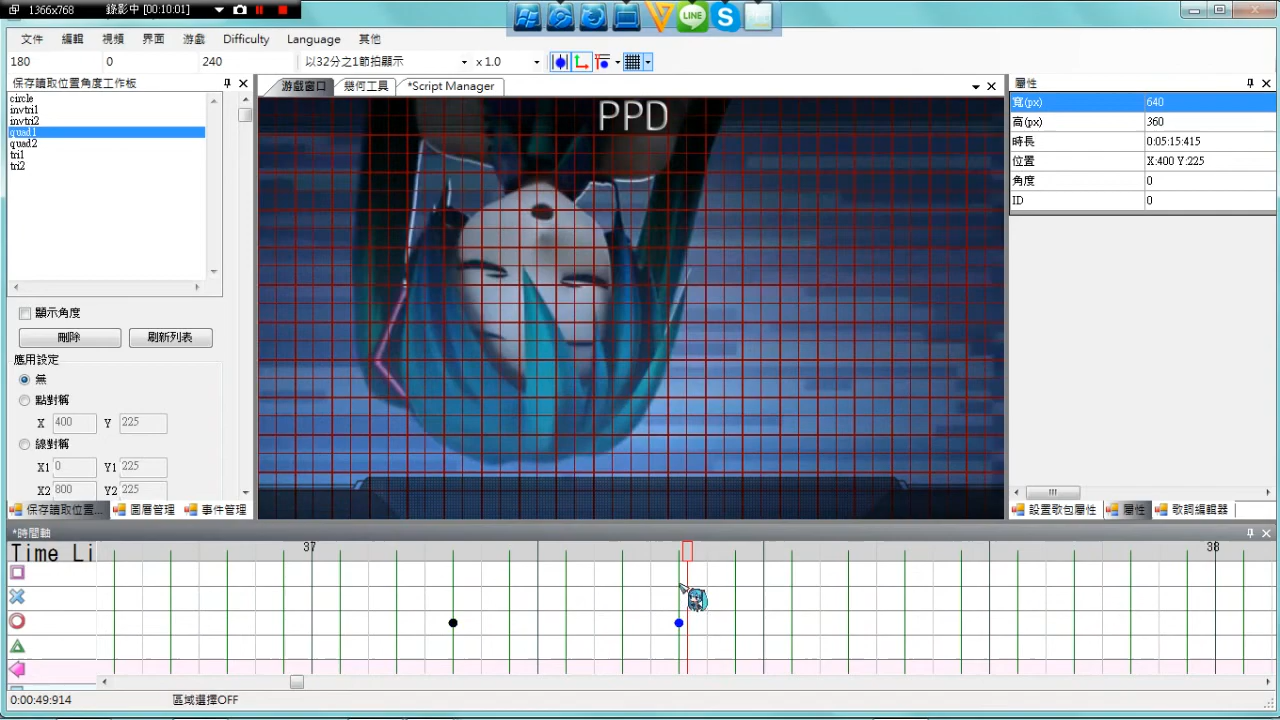 1366x768 錄影中 [00:10.01]
LINE
文件 編輯 視頻 界面 游戲 Difficulty Language 其他
180 0 240 以32分之1節拍顯示 x 1.0
保存讀取位置角度工作板
circle
invtri1
invtri2
quad1
quad2
tri1
tri2
顯示角度
刪除 刷新列表
應用設定
無
點對稱
X 400 Y 225
線對稱
X1 0 Y1 225
X2 800 Y2 225
保存讀取位置... 圖層管理 事件管理
游戲窗口 幾何工具 *Script Manager
PPD
屬性
寬(px) 640
高(px) 360
時長 0:05:15:415
位置 X:400 Y:225
角度 0
ID 0
設置歌包屬性 屬性 歌詞編輯器
*時間軸
Time Li 37 38
0:00:49:914 區域選擇OFF